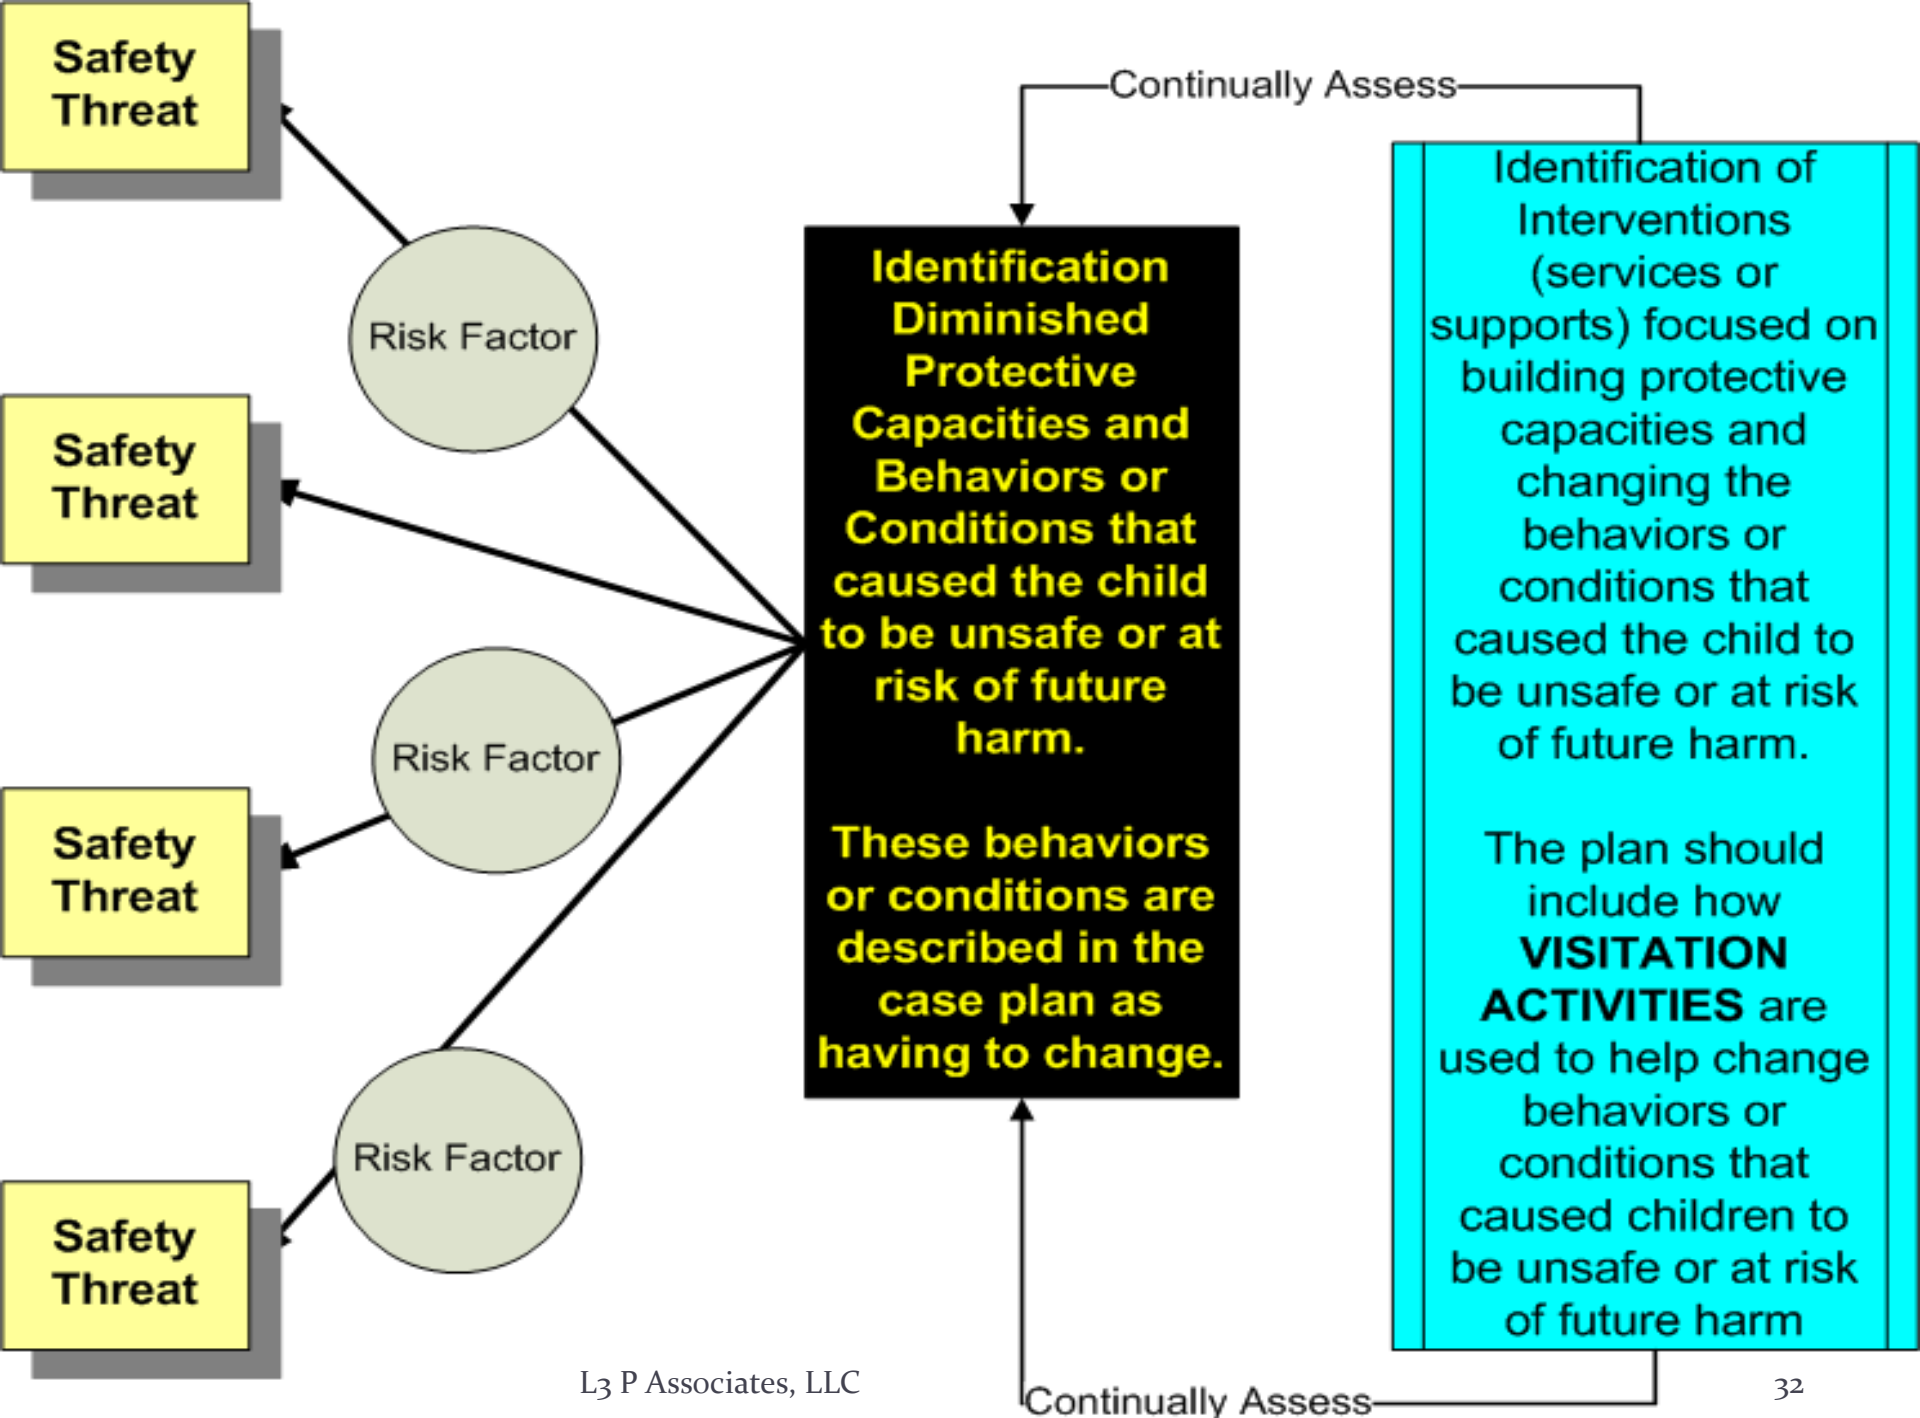 Safety
Threat
Risk Factor
Safety
Threat
Risk Factor
Safety
Threat
Risk Factor
Safety
Threat
Continually Assess
Identification
Diminished
Protective
Capacities and
Behaviors or
Conditions that
caused the child
to be unsafe or at
risk of future
harm.
These behaviors
or conditions are
described in the
case plan as
having to change.
Continually Assess
Identification of
Interventions
(services or
supports) focused on
building protective
capacities and
changing the
behaviors or
conditions that
caused the child to
be unsafe or at risk
of future harm.
The plan should
include how
VISITATION
ACTIVITIES are
used to help change
behaviors or
conditions that
caused children to
be unsafe or at risk
of future harm
L3 P Associates, LLC
32